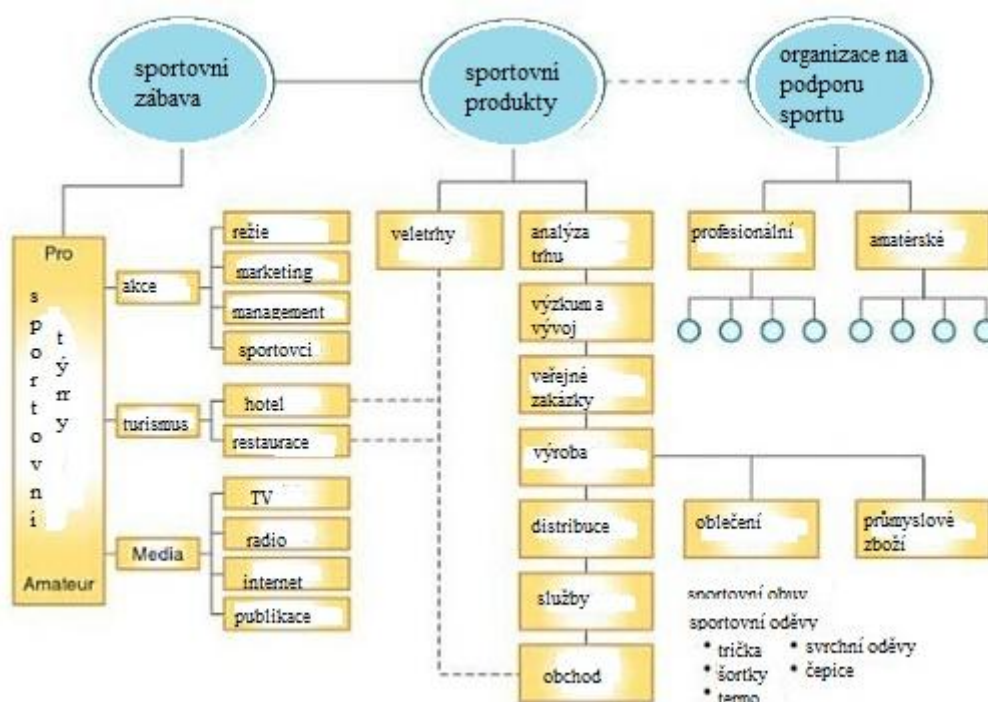 sportovní
zábava
sportovní
produkty
organizace na
podporu
sportu
Pro
sportovní
týmy
Amateur
akce
režie
marketing
management
sportovci
turismus
hotel
restaurace
Media
TV
radio
internet
publikace
veletrhy
analýza
trhu
výzkum a
vývoj
veřejné
zakázky
výroba
distribuce
služby
obchod
profesionální
amatérské
oblečení
průmyslové
zboží
sportovní obuv
sportovní oděvy
• trička
• šortky
• termo
• svrchní oděvy
• čepice